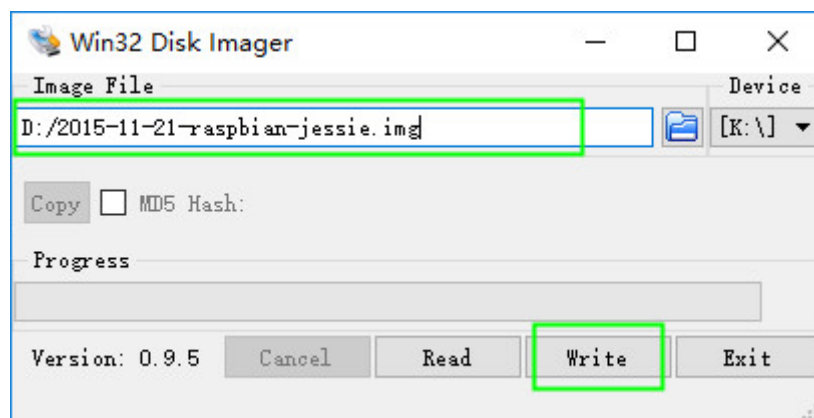 Win32 Disk Imager
Image File
Device
D:/2015-11-21-raspbian-jessie.img
[K:\]
Copy
MD5 Hash:
Progress
Version: 0.9.5
Cancel
Read
Write
Exit